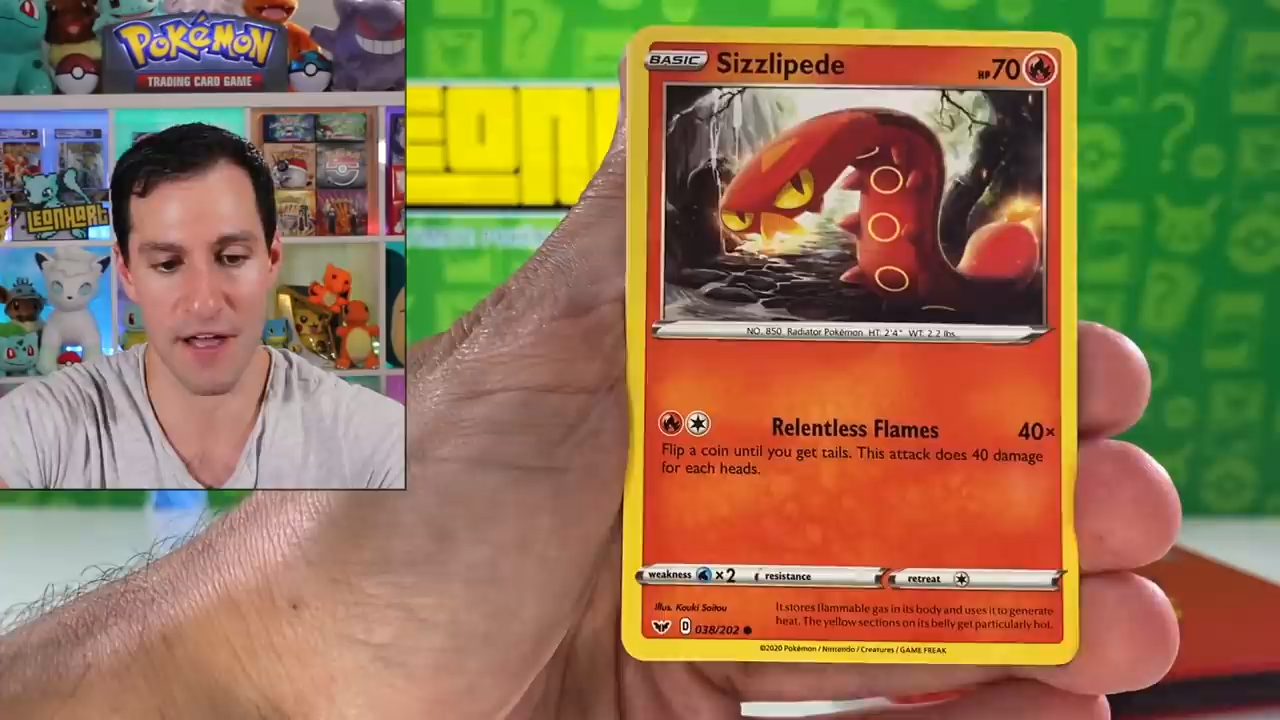 POKéMON
TRADING CARD GAME
LEONHART
EON
BASIC Sizzlipede HP 70
NO. 850 Radiator Pokémon HT: 2'4" WT: 2.2 lbs.
Relentless Flames 40×
Flip a coin until you get tails. This attack does 40 damage
for each heads.
weakness ×2 resistance retreat
Illus. Kouki Saitou
It stores flammable gas in its body and uses it to generate
heat. The yellow sections on its belly get particularly hot.
D 038/202
©2020 Pokémon / Nintendo / Creatures / GAME FREAK